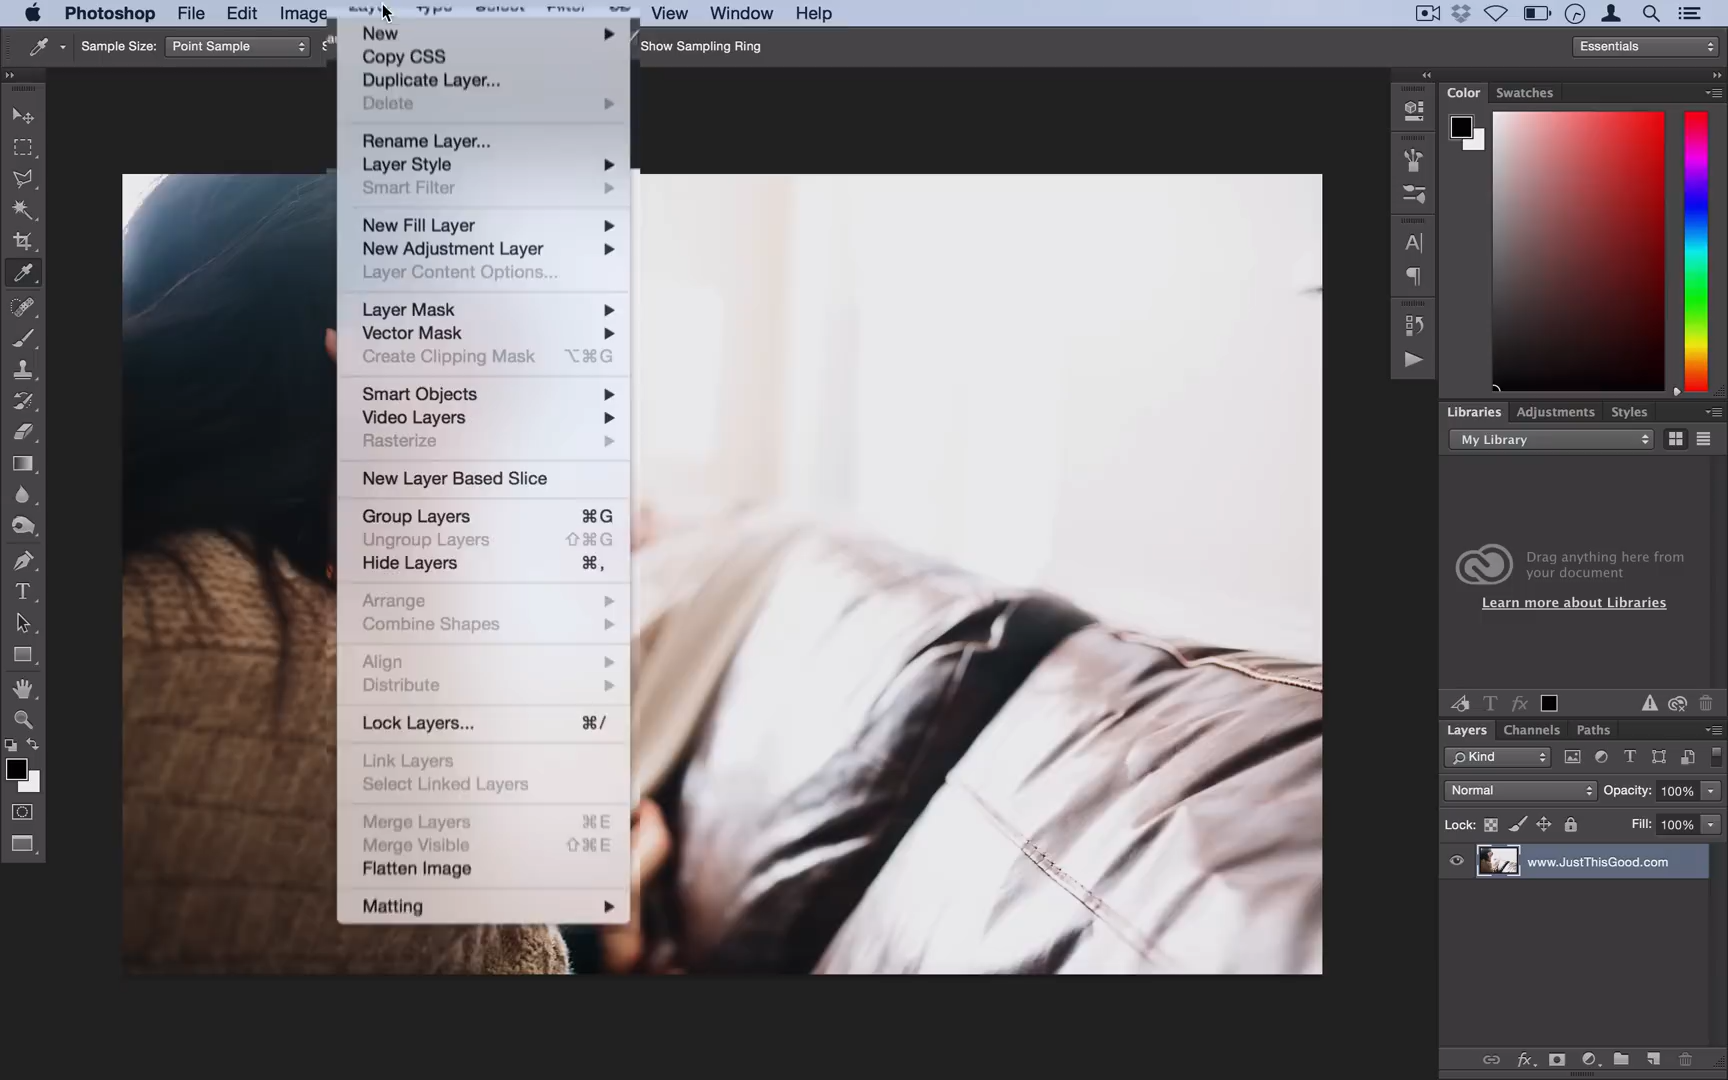 Photoshop File Edit Image Layer Type Select Filter View Window Help
Sample Size: Point Sample Show Sampling Ring Essentials
New
Copy CSS
Duplicate Layer...
Delete
Rename Layer...
Layer Style
Smart Filter
New Fill Layer
New Adjustment Layer
Layer Content Options...
Layer Mask
Vector Mask
Create Clipping Mask ⌥⌘G
Smart Objects
Video Layers
Rasterize
New Layer Based Slice
Group Layers ⌘G
Ungroup Layers ⇧⌘G
Hide Layers ⌘,
Arrange
Combine Shapes
Align
Distribute
Lock Layers... ⌘/
Link Layers
Select Linked Layers
Merge Layers ⌘E
Merge Visible ⇧⌘E
Flatten Image
Matting
Color Swatches
Libraries Adjustments Styles
My Library
Drag anything here from
your document
Learn more about Libraries
Layers Channels Paths
Kind
Normal Opacity: 100%
Lock: Fill: 100%
www.JustThisGood.com